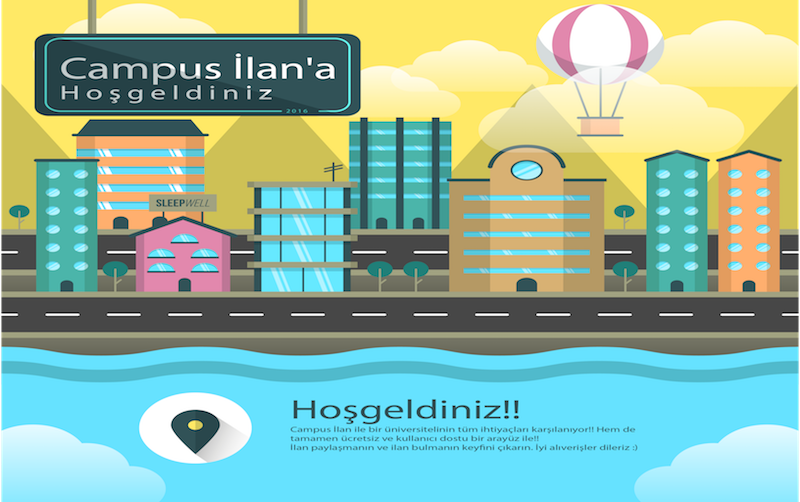 Campus İlan'a
Hoşgeldiniz
2016
SLEEPWELL
Hoşgeldiniz!!
Campus İlan ile bir üniversitelinin tüm ihtiyaçları karşılanıyor!! Hem de
tamamen ücretsiz ve kullanıcı dostu bir arayüz ile!!
İlan paylaşmanın ve ilan bulmanın keyfini çıkarın. İyi alıverişler dileriz :)